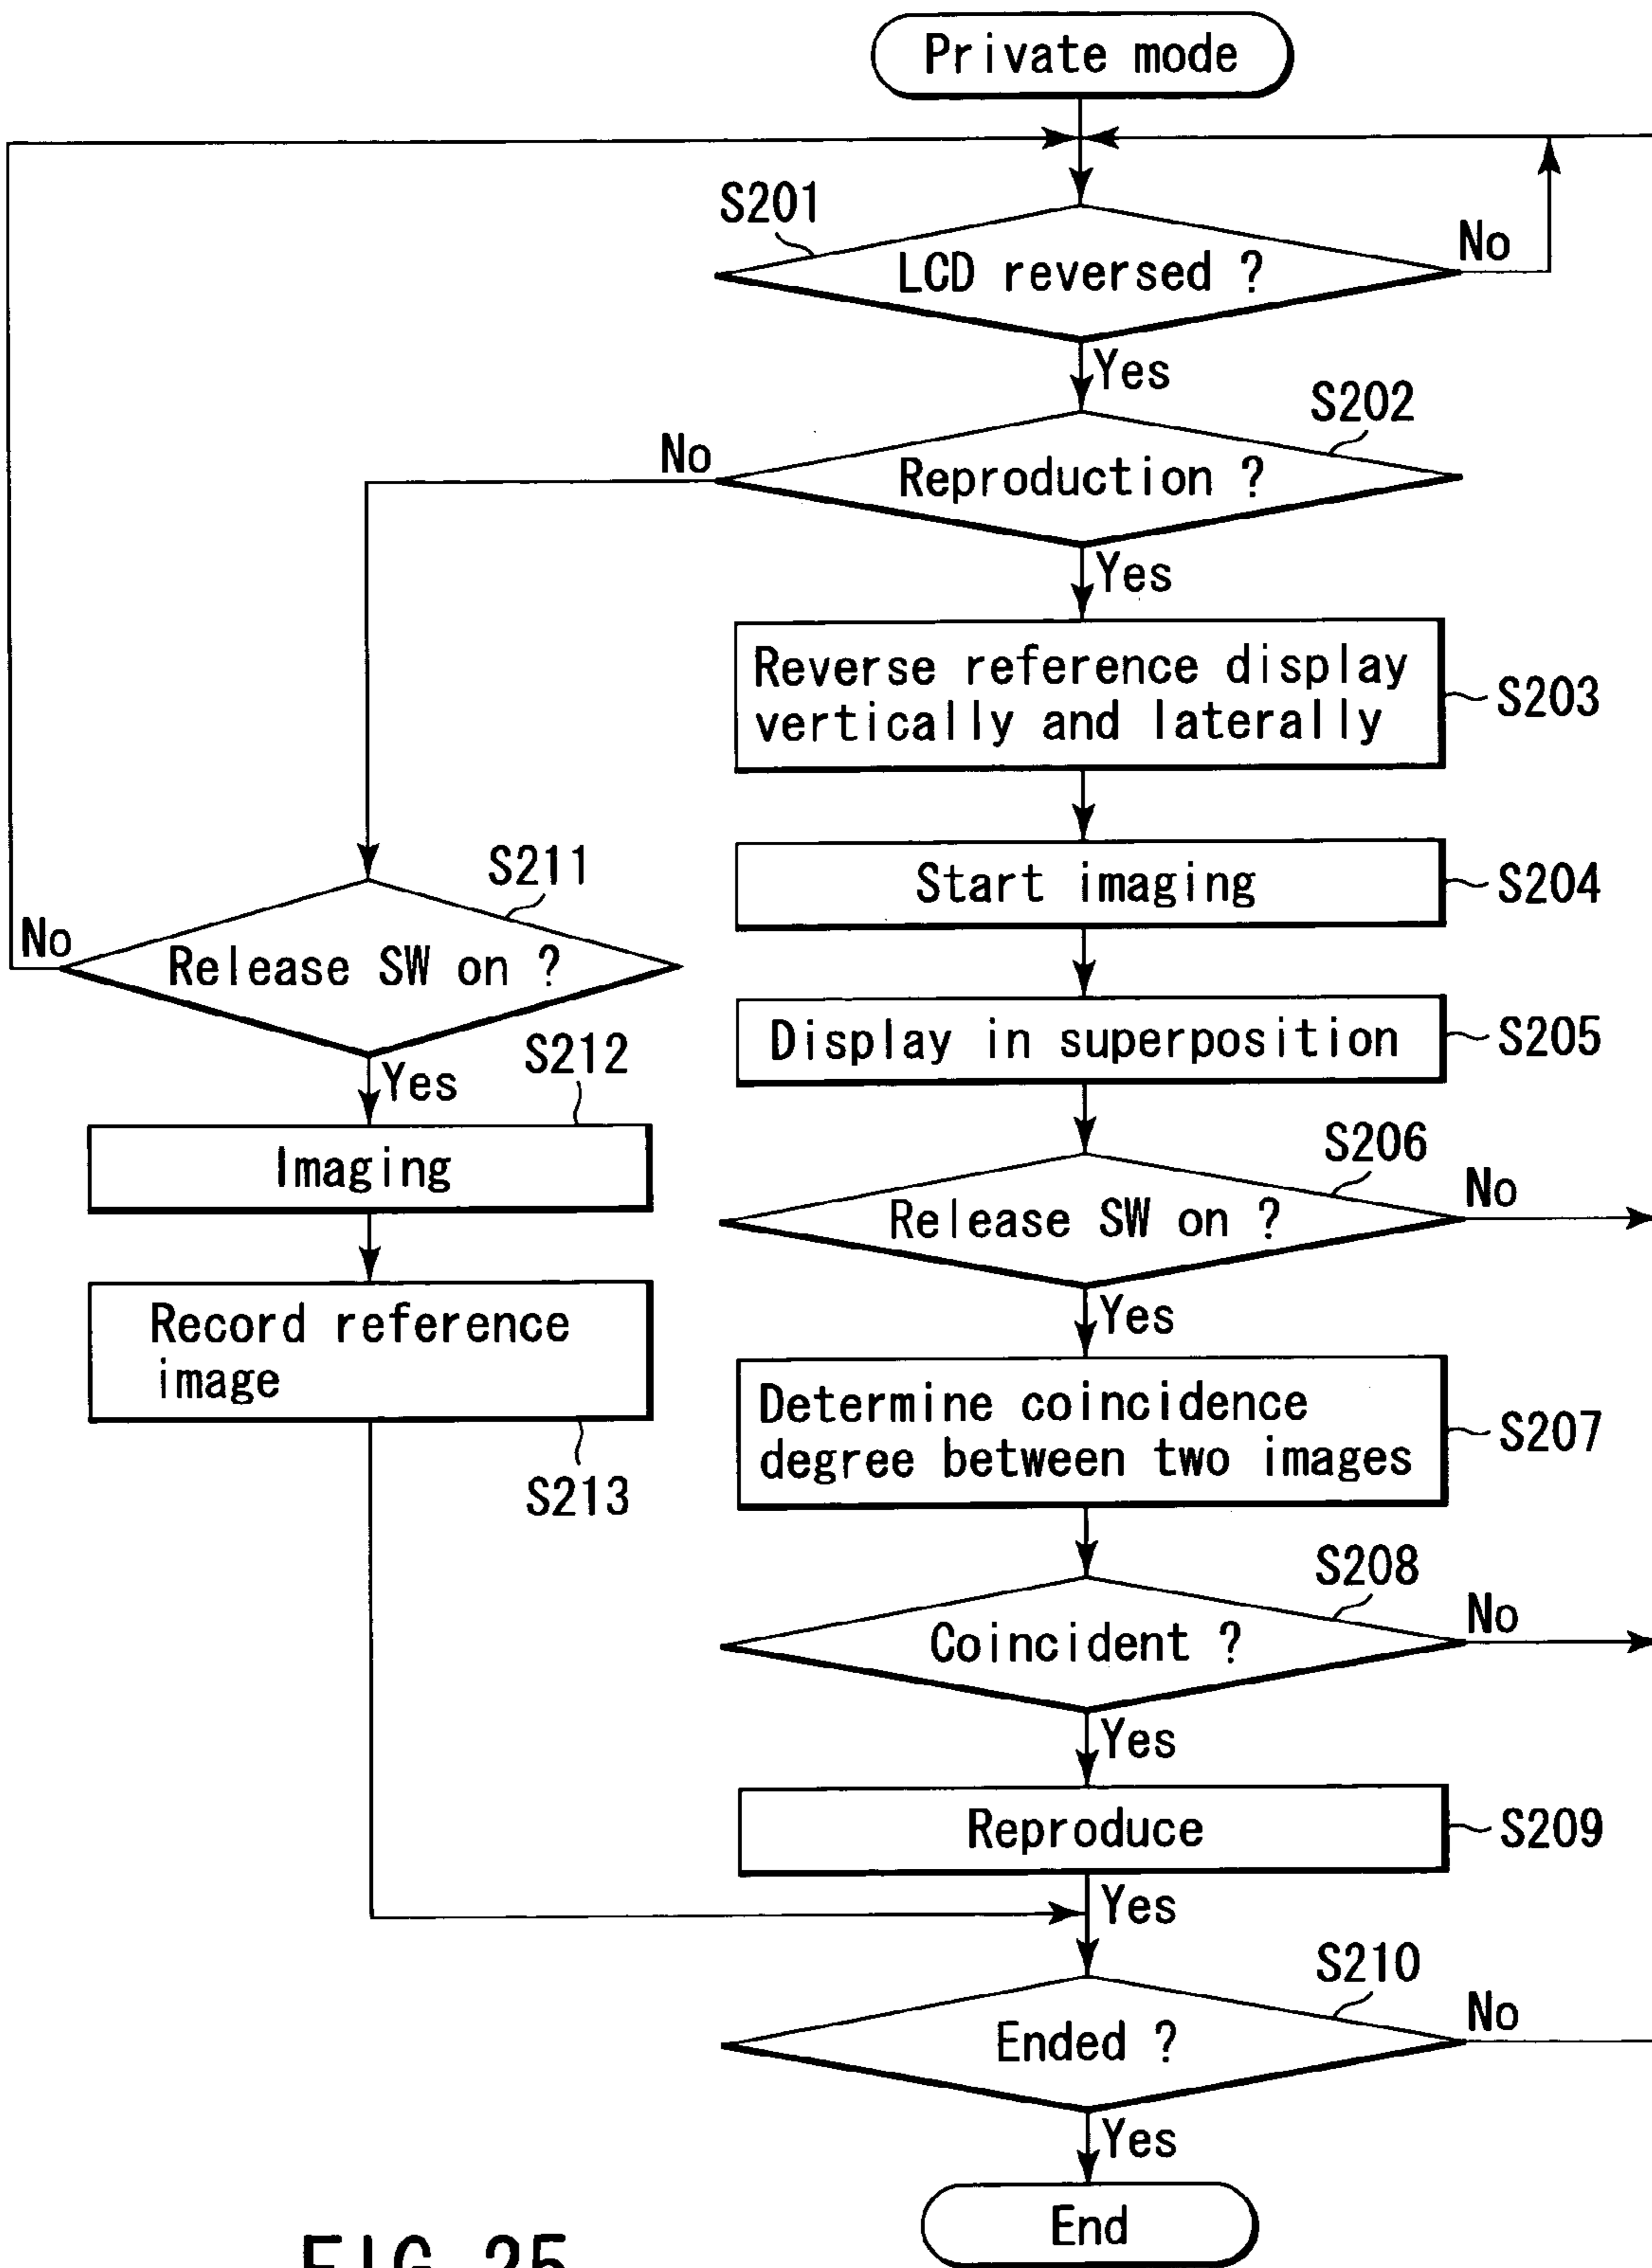 Private mode
S201
LCD reversed ?
No
Yes
S202
No
Reproduction ?
Yes
Reverse reference display
vertically and laterally
S203
Start imaging
S204
Display in superposition
S205
S206
Release SW on ?
No
Yes
Determine coincidence
degree between two images
S207
S208
Coincident ?
No
Yes
Reproduce
S209
Yes
S210
Ended ?
No
Yes
End
S211
No
Release SW on ?
Yes
S212
Imaging
Record reference
image
S213
FIG. 25